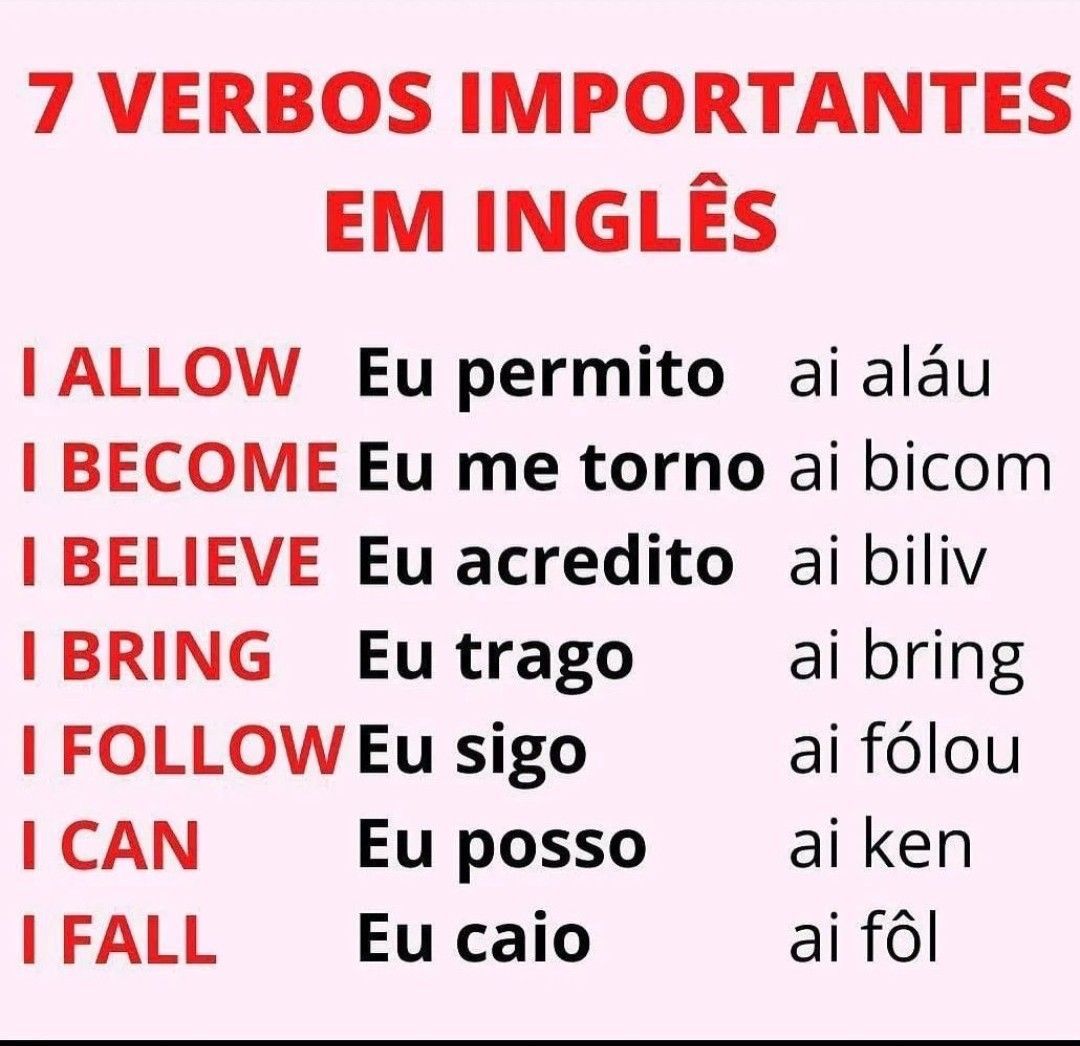 7 VERBOS IMPORTANTES
EM INGLÊS
I ALLOW Eu permito ai aláu
I BECOME Eu me torno ai bicom
I BELIEVE Eu acredito ai biliv
I BRING Eu trago ai bring
I FOLLOW Eu sigo ai fólou
I CAN Eu posso ai ken
I FALL Eu caio ai fôl